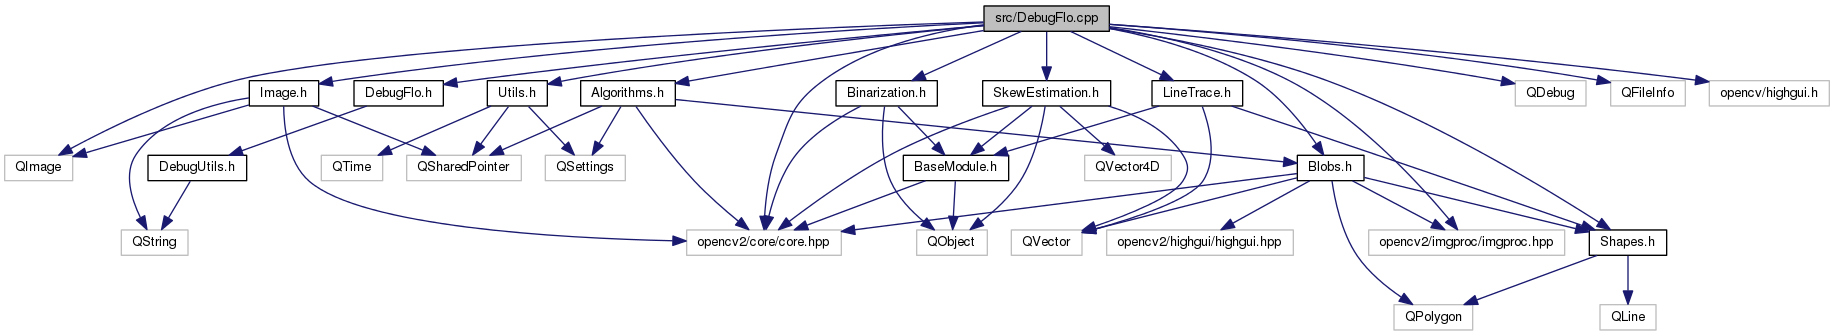 src/DebugFlo.cpp
Image.h
DebugFlo.h
Utils.h
Algorithms.h
Binarization.h
SkewEstimation.h
LineTrace.h
QDebug
QFileInfo
opencv/highgui.h
QImage
DebugUtils.h
QTime
QSharedPointer
QSettings
BaseModule.h
QVector4D
Blobs.h
QString
opencv2/core/core.hpp
QObject
QVector
opencv2/highgui/highgui.hpp
opencv2/imgproc/imgproc.hpp
Shapes.h
QPolygon
QLine